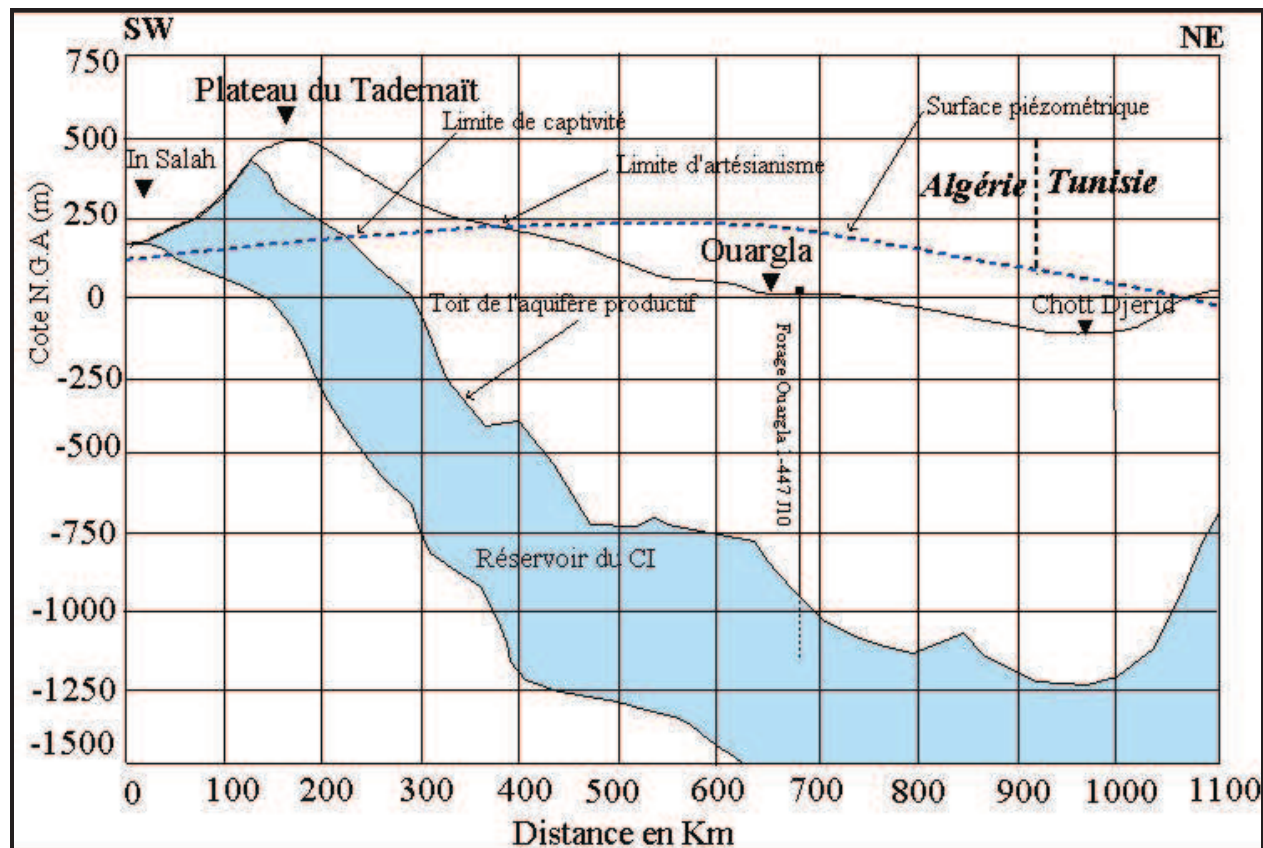 SW
NE
750
Plateau du Tademaït
Surface piézométrique
Limite de captivité
500
In Salah
Limite d'artésianisme
Algérie
Tunisie
250
Ouargla
Cote N.G.A (m)
0
Toit de l'aquifère productif
Chott Djerid
-250
Forage Ouargla 1-447 J10
-500
-750
Réservoir du CI
-1000
-1250
-1500
0 100 200 300 400 500 600 700 800 900 1000 1100
Distance en Km